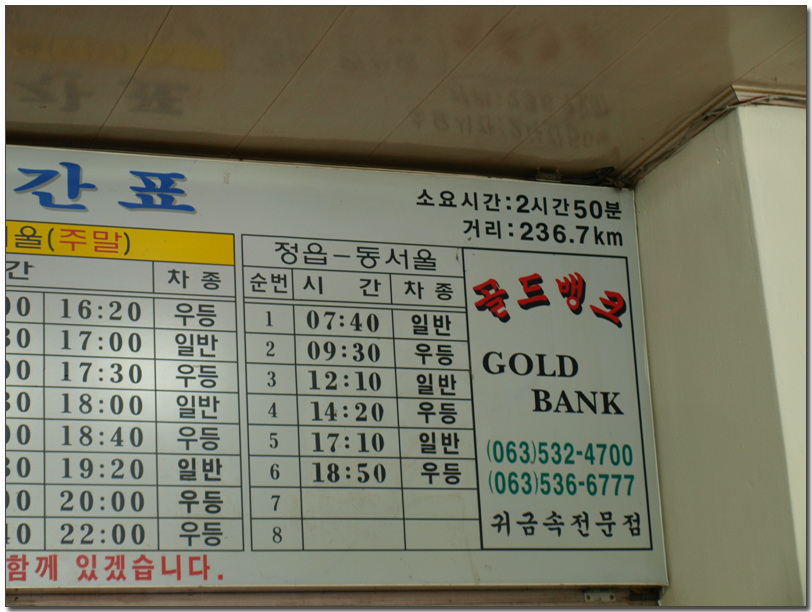 간표
소요시간:2시간50분
거리:236.7km
울(주말)
간 차종
16:20 우등
17:00 일반
17:30 우등
18:00 일반
18:40 우등
19:20 일반
20:00 우등
22:00 우등
정읍-동서울
순번 시 간 차종
1 07:40 일반
2 09:30 우등
3 12:10 일반
4 14:20 우등
5 17:10 일반
6 18:50 우등
7
8
골드뱅크
GOLD
BANK
(063)532-4700
(063)536-6777
귀금속전문점
함께 있겠습니다.